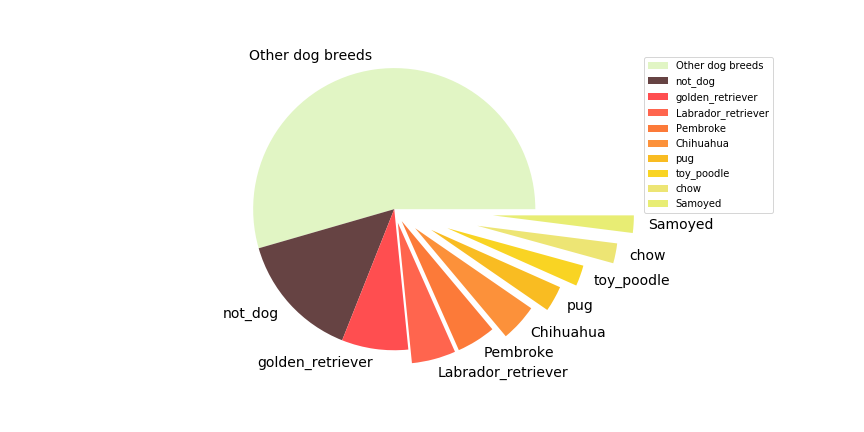 Other dog breeds
not_dog
golden_retriever
Labrador_retriever
Pembroke
Chihuahua
pug
toy_poodle
chow
Samoyed
Other dog breeds
not_dog
golden_retriever
Labrador_retriever
Pembroke
Chihuahua
pug
toy_poodle
chow
Samoyed